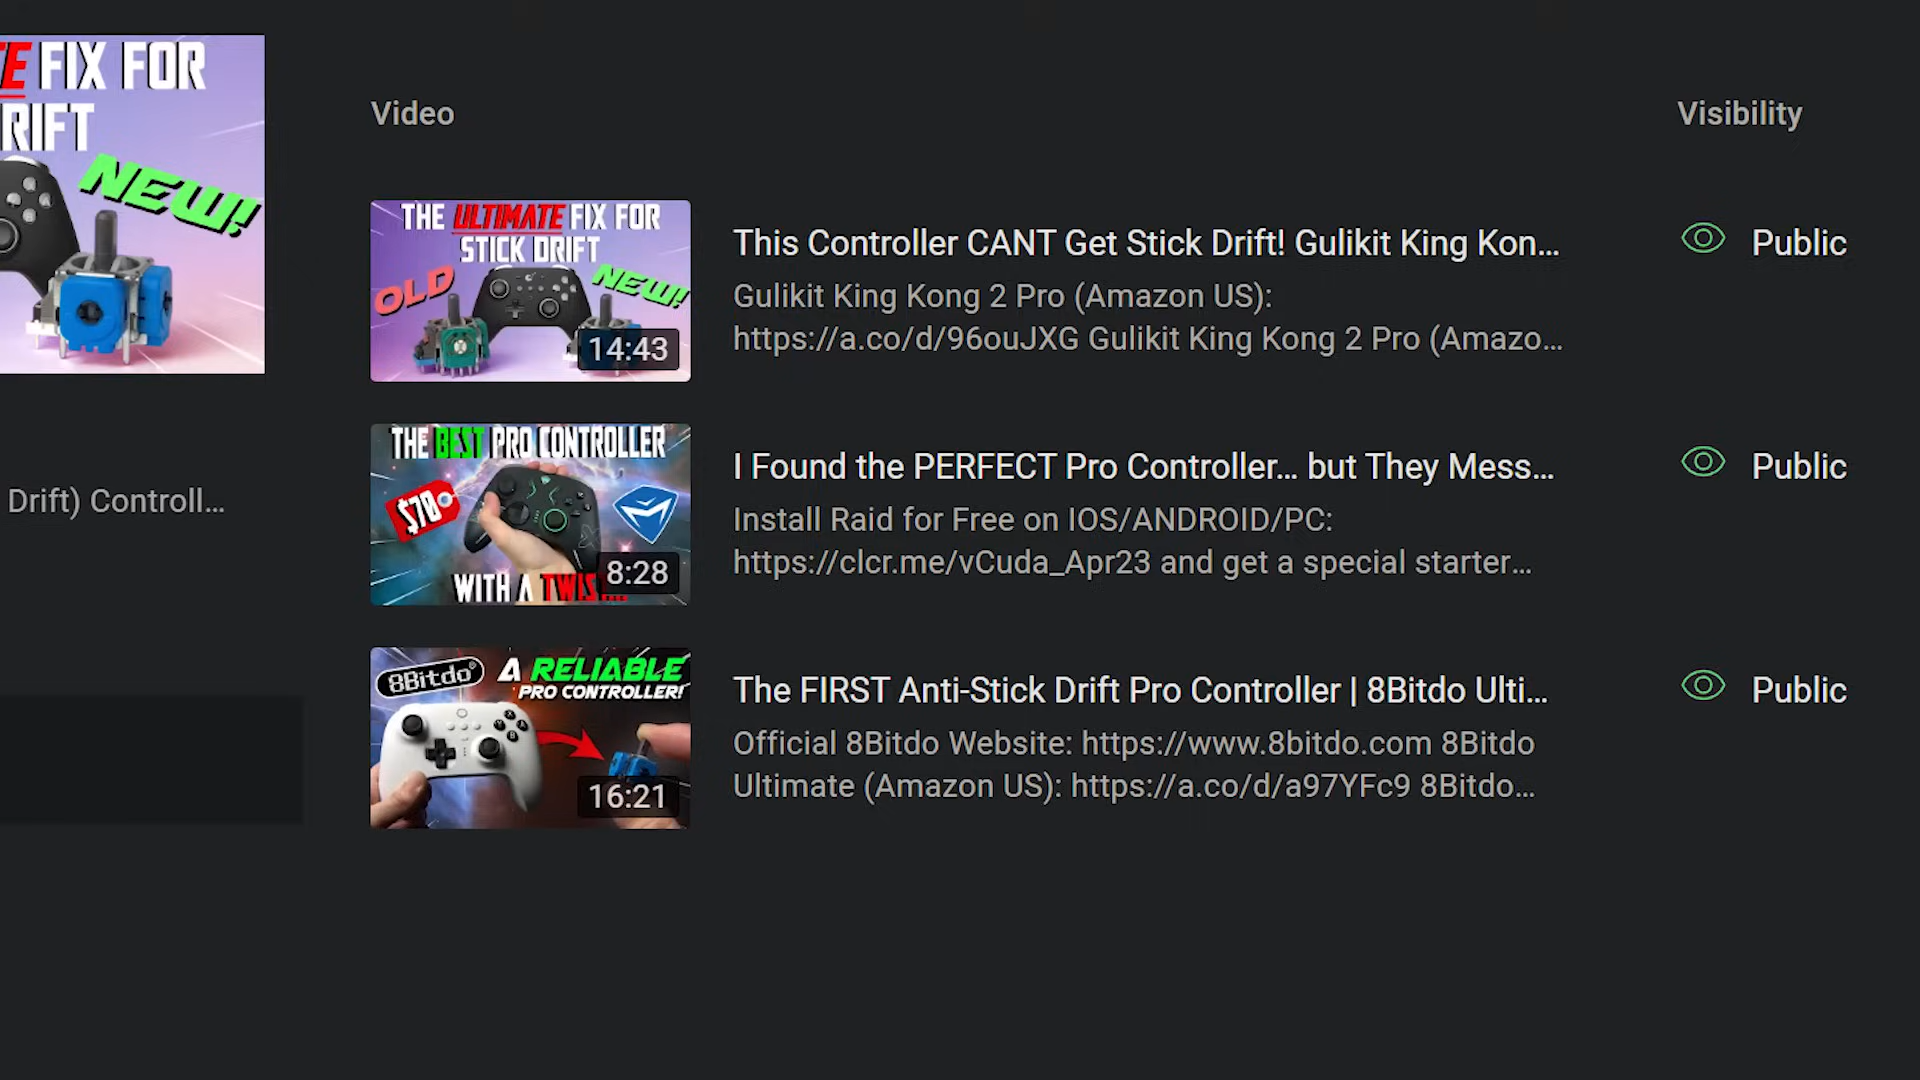 E FIX FOR
RIFT
NEW!
Drift) Controll...
Video
Visibility
THE ULTIMATE FIX FOR
STICK DRIFT
OLD
NEW!
14:43
This Controller CANT Get Stick Drift! Gulikit King Kon...
Gulikit King Kong 2 Pro (Amazon US):
https://a.co/d/96ouJXG Gulikit King Kong 2 Pro (Amazo...
Public
THE BEST PRO CONTROLLER
$70
WITH A TWIS
8:28
I Found the PERFECT Pro Controller... but They Mess...
Install Raid for Free on IOS/ANDROID/PC:
https://clcr.me/vCuda_Apr23 and get a special starter...
Public
8Bitdo
A RELIABLE
PRO CONTROLLER!
16:21
The FIRST Anti-Stick Drift Pro Controller | 8Bitdo Ulti...
Official 8Bitdo Website: https://www.8bitdo.com 8Bitdo
Ultimate (Amazon US): https://a.co/d/a97YFc9 8Bitdo...
Public